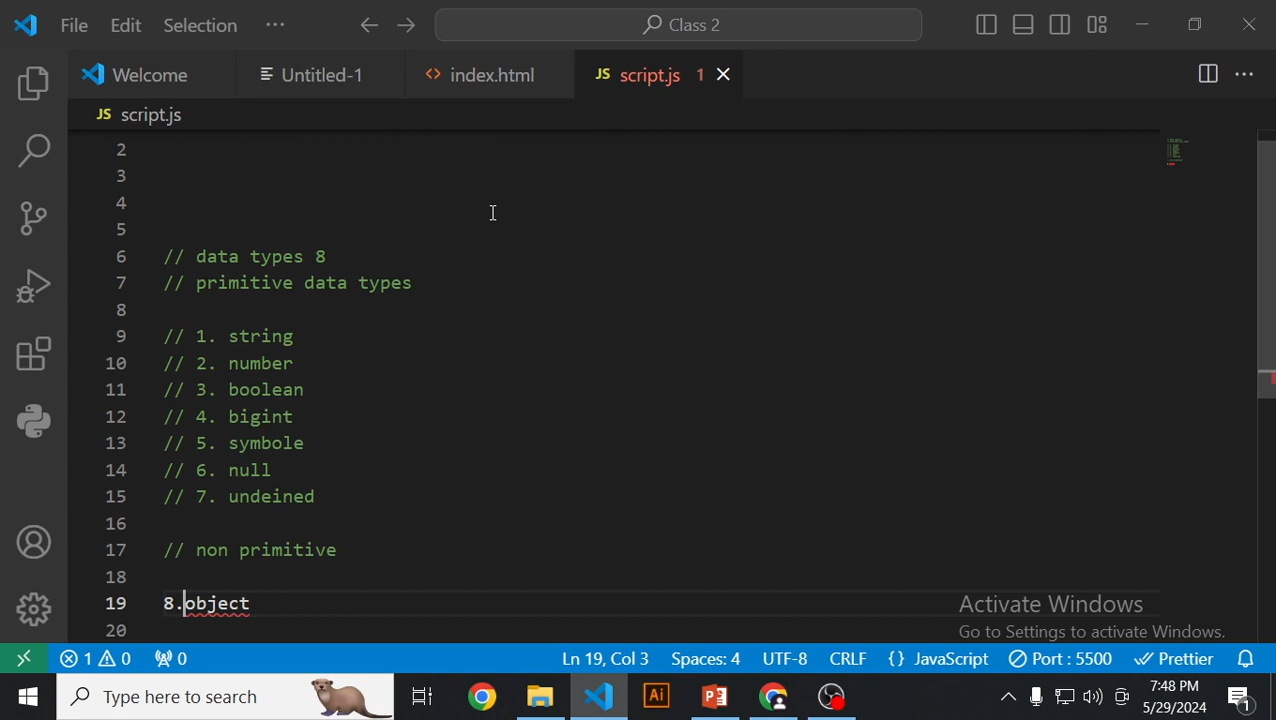 File Edit Selection ··· Class 2
Welcome Untitled-1 index.html JS script.js 1
JS script.js
2
3
4
5
6 // data types 8
7 // primitive data types
8
9 // 1. string
10 // 2. number
11 // 3. boolean
12 // 4. bigint
13 // 5. symbole
14 // 6. null
15 // 7. undeined
16
17 // non primitive
18
19 8.object
20
Activate Windows
Go to Settings to activate Windows.
1 0 0 Ln 19, Col 3 Spaces: 4 UTF-8 CRLF {} JavaScript Port : 5500 Prettier
Type here to search Ai P 7:48 PM
5/29/2024 1